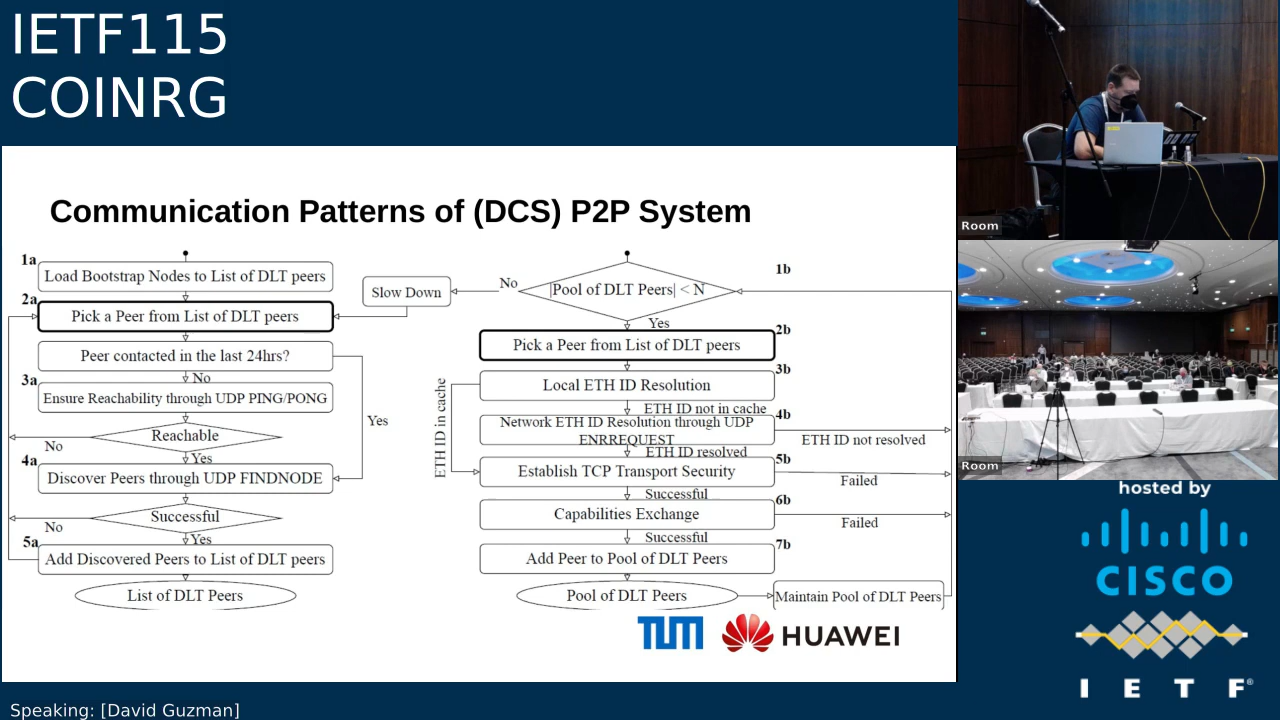 IETF115
COINRG
Communication Patterns of (DCS) P2P System
1a
Load Bootstrap Nodes to List of DLT peers
2a
Pick a Peer from List of DLT peers
Peer contacted in the last 24hrs?
No
3a
Ensure Reachability through UDP PING/PONG
Reachable
No
Yes
Yes
4a
Discover Peers through UDP FINDNODE
Successful
No
Yes
5a
Add Discovered Peers to List of DLT peers
List of DLT Peers
Slow Down
No
|Pool of DLT Peers| < N
1b
Yes
2b
Pick a Peer from List of DLT peers
3b
Local ETH ID Resolution
ETH ID in cache
ETH ID not in cache
4b
Network ETH ID Resolution through UDP
ENRREQUEST
ETH ID not resolved
ETH ID resolved
5b
Establish TCP Transport Security
Failed
Successful
6b
Capabilities Exchange
Failed
Successful
7b
Add Peer to Pool of DLT Peers
Pool of DLT Peers
Maintain Pool of DLT Peers
TUM
HUAWEI
Room
Room
hosted by
CISCO
I E T F®
Speaking: [David Guzman]